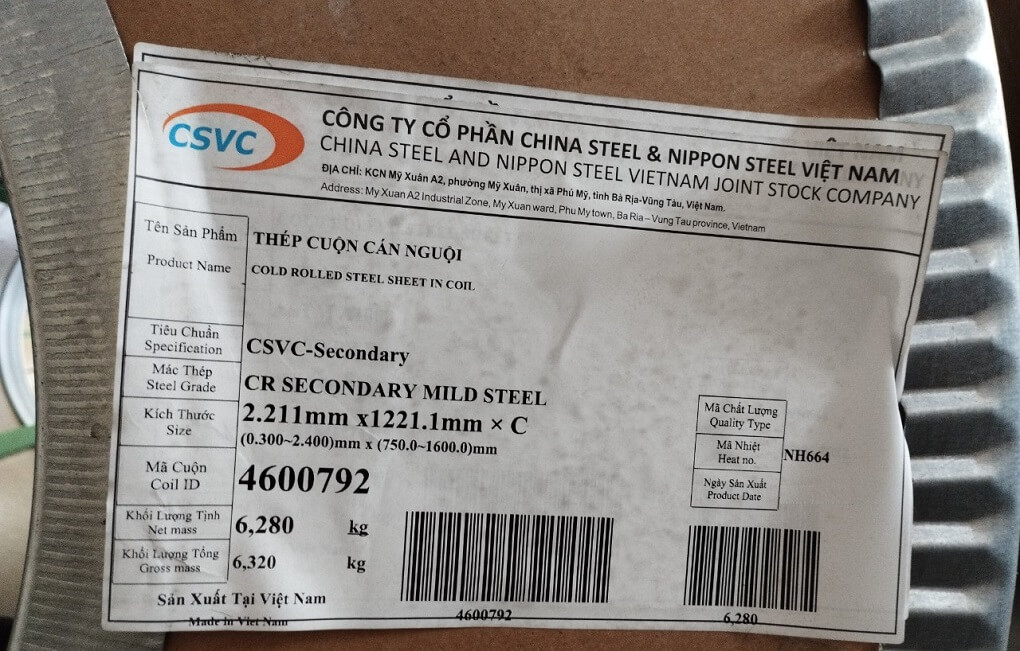 CSVC
CÔNG TY CỔ PHẦN CHINA STEEL & NIPPON STEEL VIỆT NAM
CHINA STEEL AND NIPPON STEEL VIETNAM JOINT STOCK COMPANY
ĐỊA CHỈ: KCN Mỹ Xuân A2, phường Mỹ Xuân, thị xã Phú Mỹ, tỉnh Bà Rịa-Vũng Tàu, Việt Nam.
Address: My Xuan A2 Industrial Zone, My Xuan ward, Phu My town, Ba Ria – Vung Tau province, Vietnam
Tên Sản Phẩm THÉP CUỘN CÁN NGUỘI
Product Name COLD ROLLED STEEL SHEET IN COIL
Tiêu Chuẩn
Specification CSVC-Secondary
Mác Thép
Steel Grade CR SECONDARY MILD STEEL
Kích Thước 2.211mm x1221.1mm × C
Size (0.300~2.400)mm x (750.0~1600.0)mm
Mã Chất Lượng
Quality Type
Mã Nhiệt
Heat no. NH664
Ngày Sản Xuất
Product Date
Mã Cuộn
Coil ID 4600792
Khối Lượng Tịnh
Net mass 6,280 kg
Khối Lượng Tổng
Gross mass 6,320 kg
Sản Xuất Tại Việt Nam
Made in Viet Nam
4600792
6,280